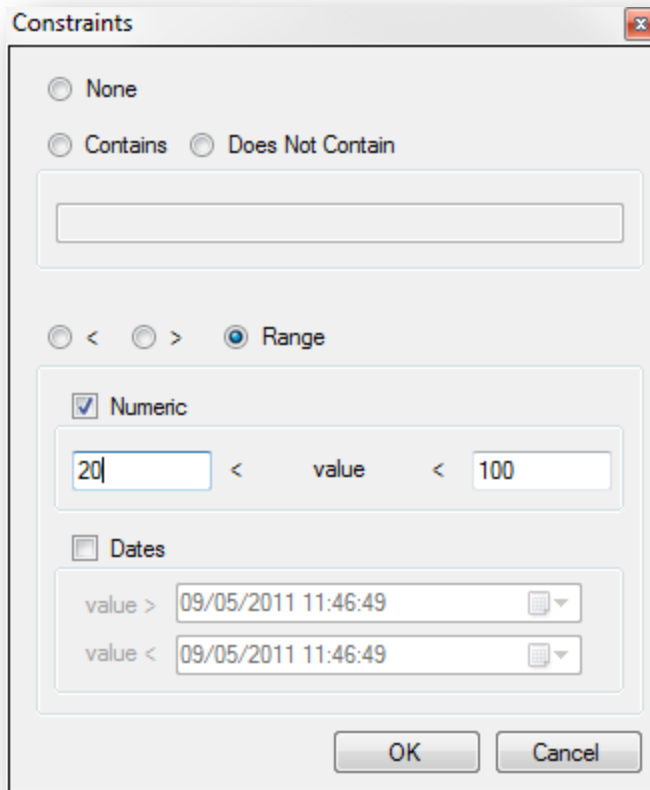 Constraints
None
Contains Does Not Contain
< > Range
Numeric
20 < value < 100
Dates
value > 09/05/2011 11:46:49
value < 09/05/2011 11:46:49
OK Cancel